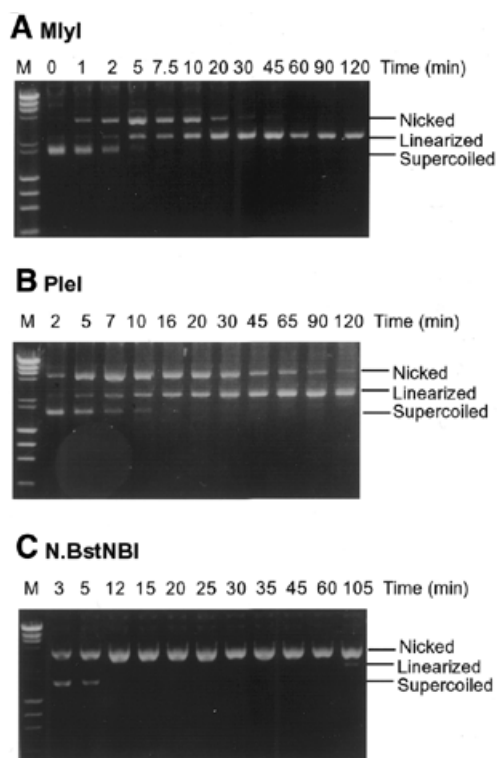 A MlyI
M 0 1 2 5 7.5 10 20 30 45 60 90 120 Time (min)
Nicked
Linearized
Supercoiled
B PleI
M 2 5 7 10 16 20 30 45 65 90 120 Time (min)
Nicked
Linearized
Supercoiled
C N.BstNBI
M 3 5 12 15 20 25 30 35 45 60 105 Time (min)
Nicked
Linearized
Supercoiled